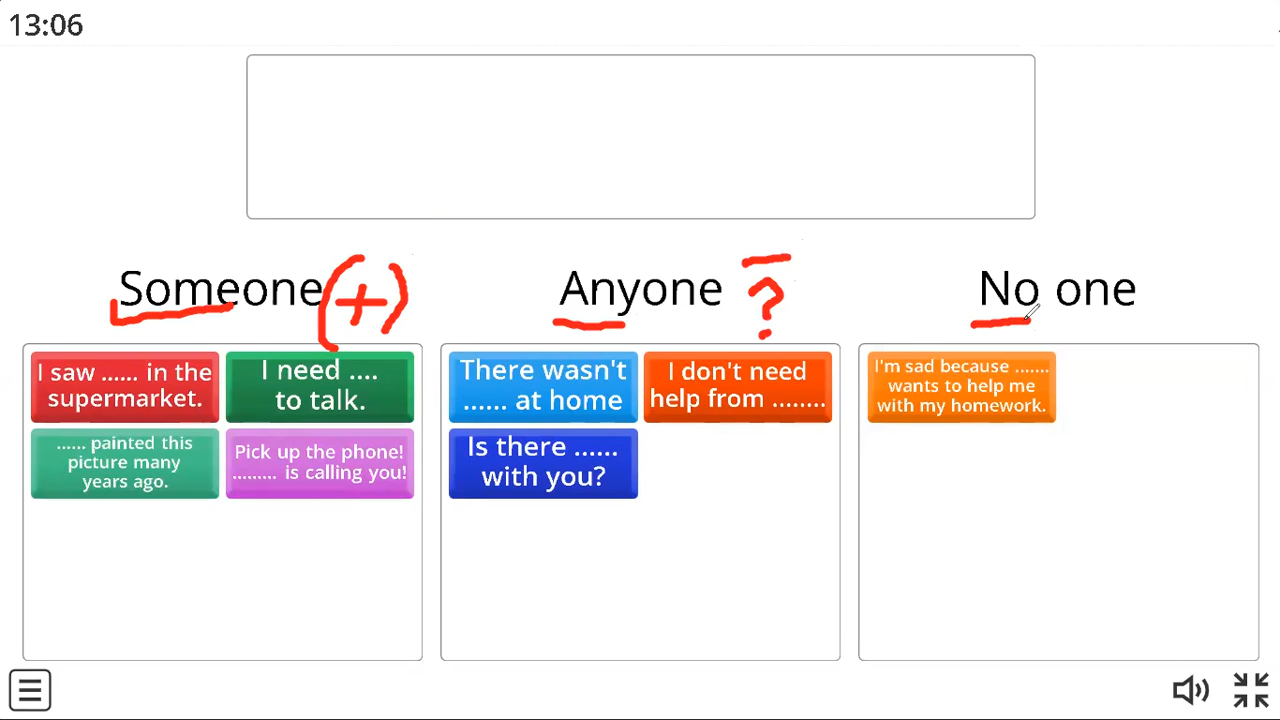 13:06
Someone (+)
Anyone – ?
No one
I saw ...... in the
supermarket.
I need ....
to talk.
...... painted this
picture many
years ago.
Pick up the phone!
......... is calling you!
There wasn't
...... at home
I don't need
help from ........
Is there ......
with you?
I'm sad because .......
wants to help me
with my homework.